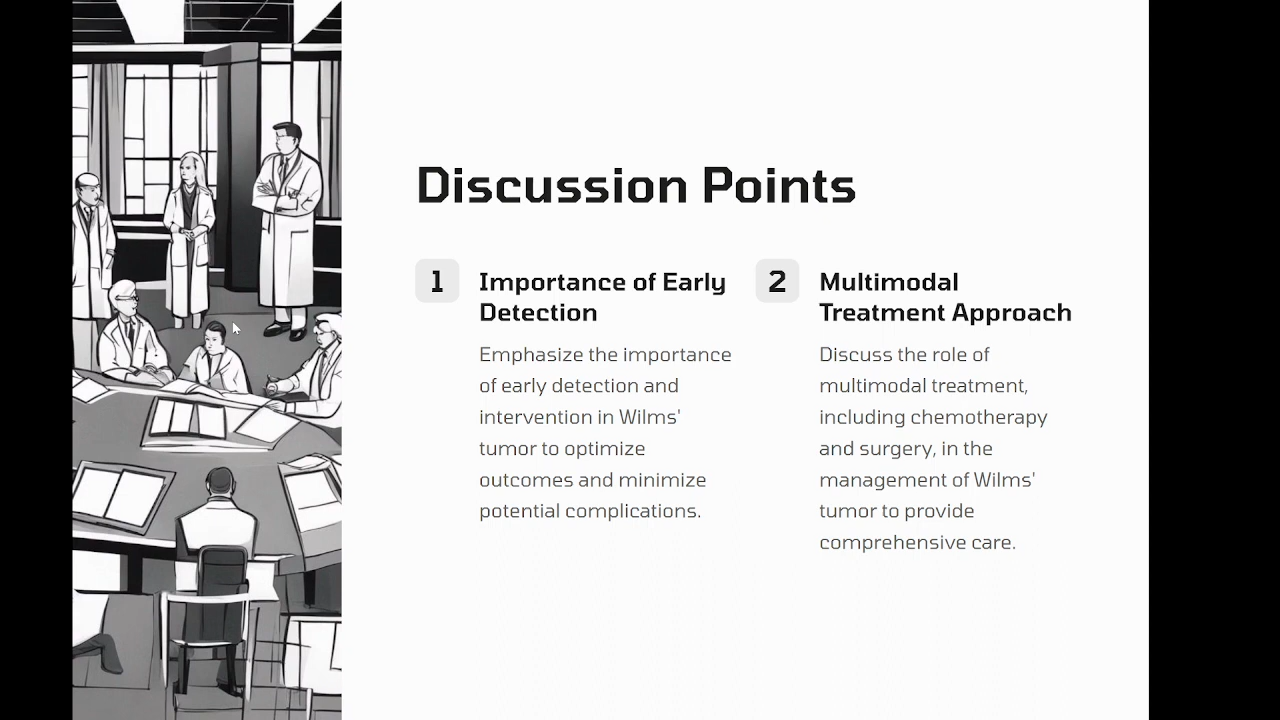 Discussion Points
1
Importance of Early
Detection
Emphasize the importance
of early detection and
intervention in Wilms'
tumor to optimize
outcomes and minimize
potential complications.
2
Multimodal
Treatment Approach
Discuss the role of
multimodal treatment,
including chemotherapy
and surgery, in the
management of Wilms'
tumor to provide
comprehensive care.